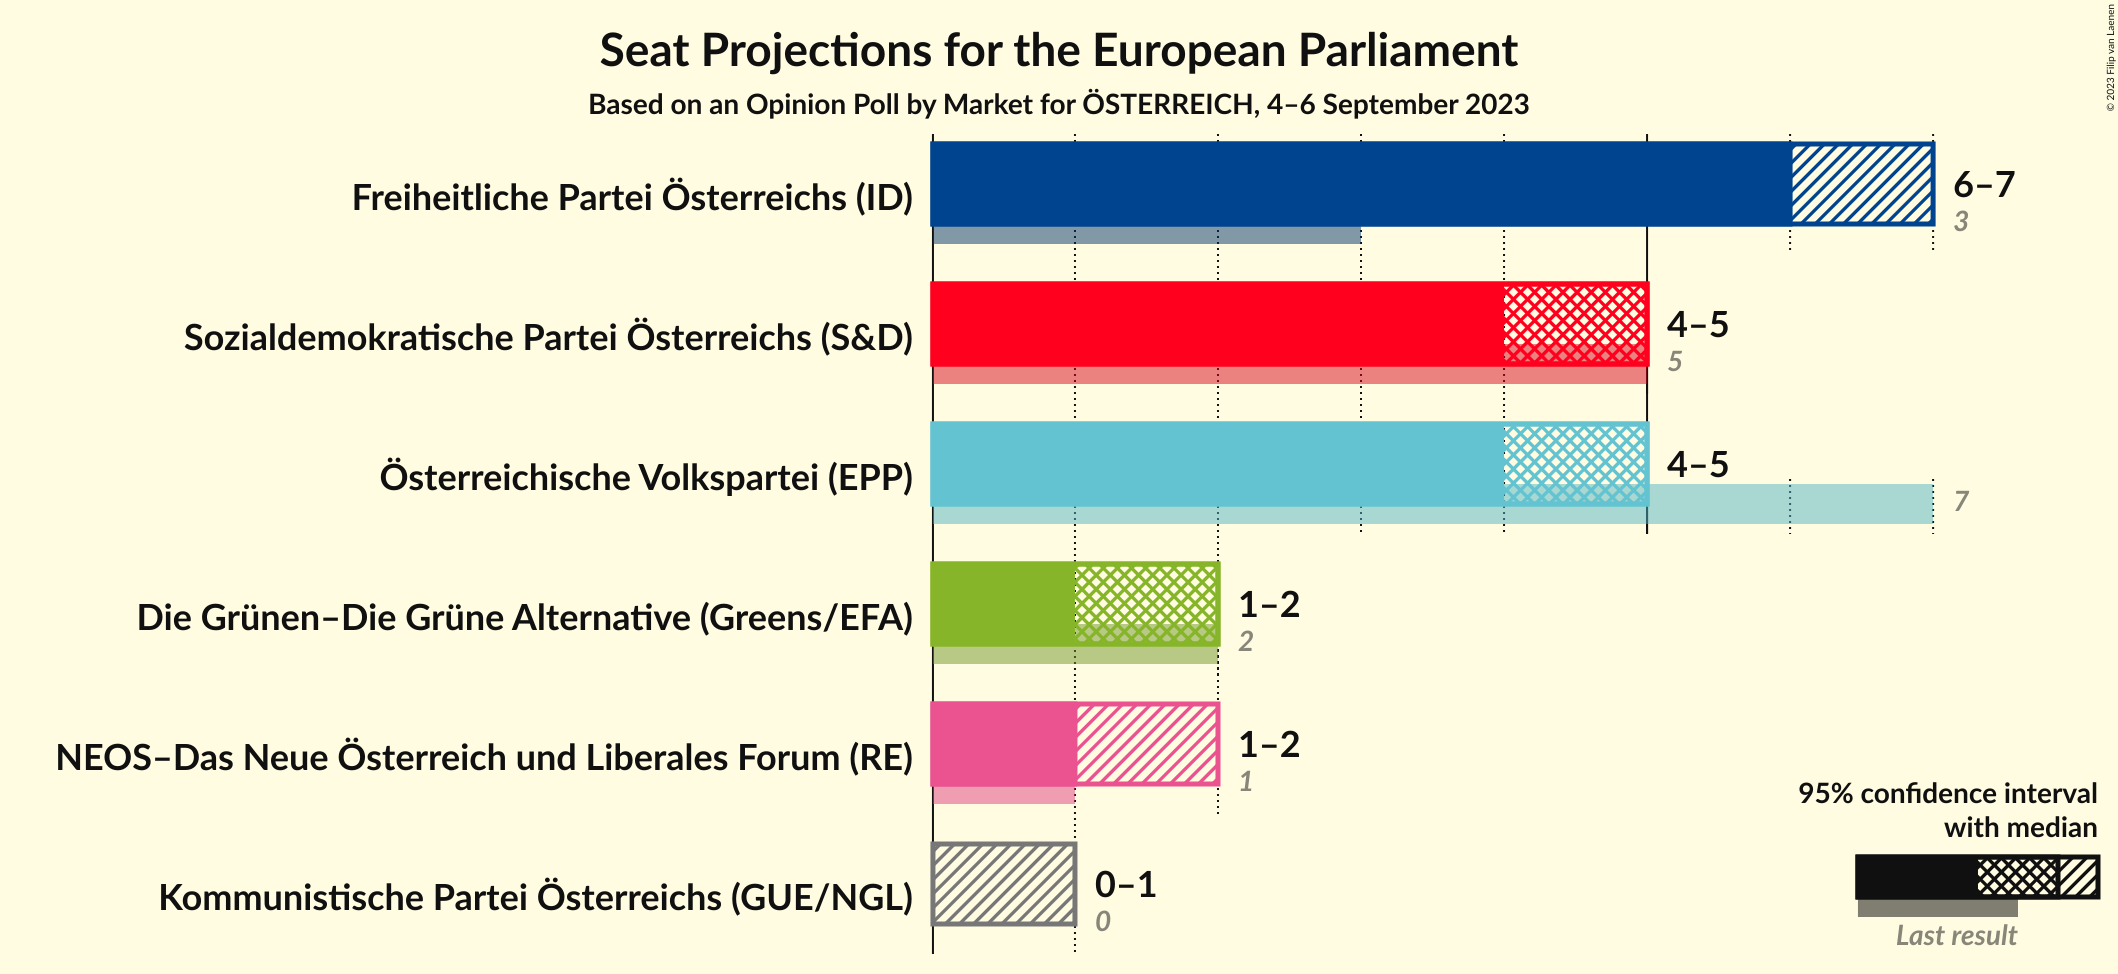 Seat Projections for the European Parliament
Based on an Opinion Poll by Market for ÖSTERREICH, 4–6 September 2023
© 2023 Filip van Laenen
Freiheitliche Partei Österreichs (ID)
6–7
3
Sozialdemokratische Partei Österreichs (S&D)
4–5
5
Österreichische Volkspartei (EPP)
4–5
7
Die Grünen–Die Grüne Alternative (Greens/EFA)
1–2
2
NEOS–Das Neue Österreich und Liberales Forum (RE)
1–2
1
Kommunistische Partei Österreichs (GUE/NGL)
0–1
0
95% confidence interval
with median
Last result